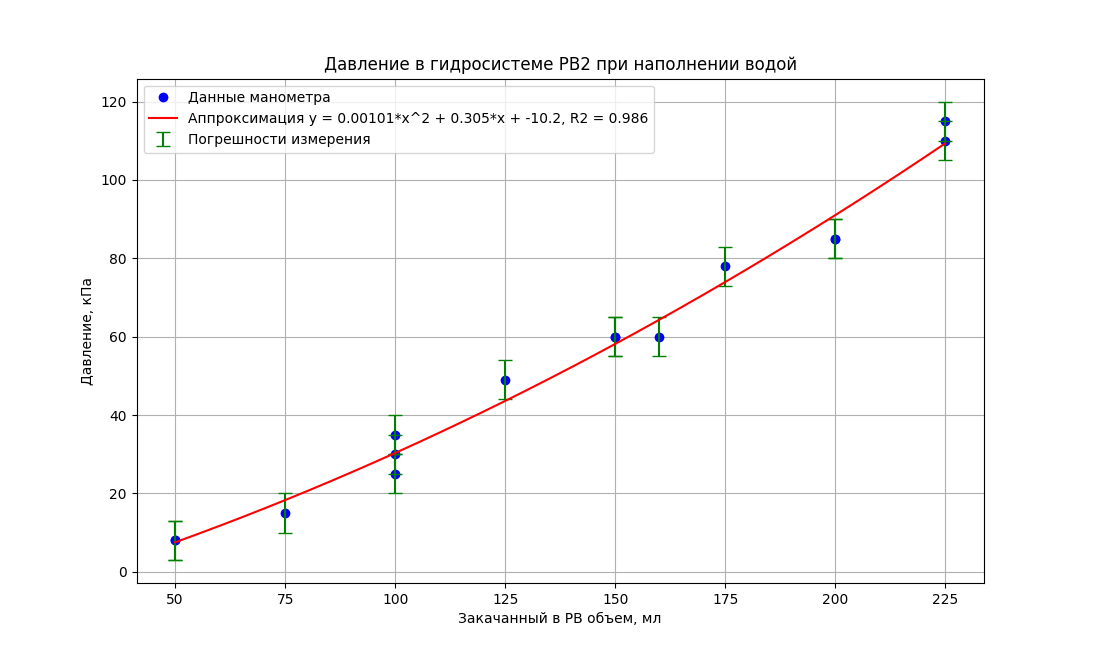 Давление в гидросистеме РВ2 при наполнении водой
Данные манометра
Аппроксимация y = 0.00101*x^2 + 0.305*x + -10.2, R2 = 0.986
Погрешности измерения
Давление, кПа
120
100
80
60
40
20
0
50 75 100 125 150 175 200 225
Закачанный в РВ объем, мл